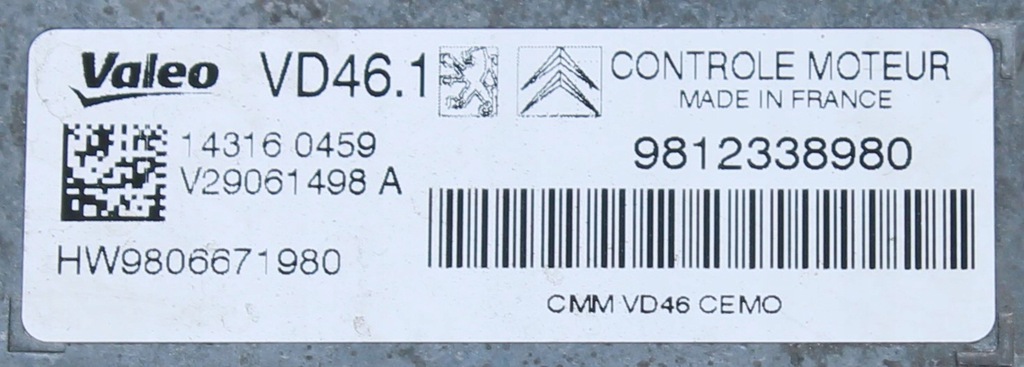 Valeo VD46.1 CONTROLE MOTEUR
MADE IN FRANCE
14316 0459
9812338980
V29061498 A
HW9806671980
CMM VD46 CEMO